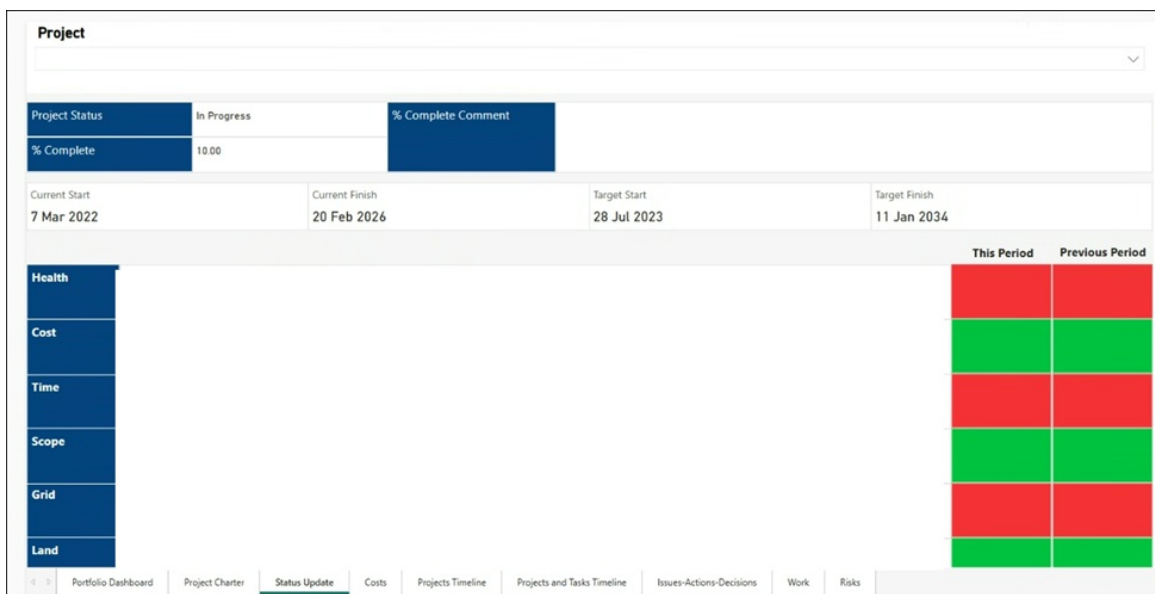 Project
Project Status In Progress % Complete Comment
% Complete 10.00
Current Start Current Finish Target Start Target Finish
7 Mar 2022 20 Feb 2026 28 Jul 2023 11 Jan 2034
This Period Previous Period
Health
Cost
Time
Scope
Grid
Land
Portfolio Dashboard Project Charter Status Update Costs Projects Timeline Projects and Tasks Timeline Issues-Actions-Decisions Work Risks